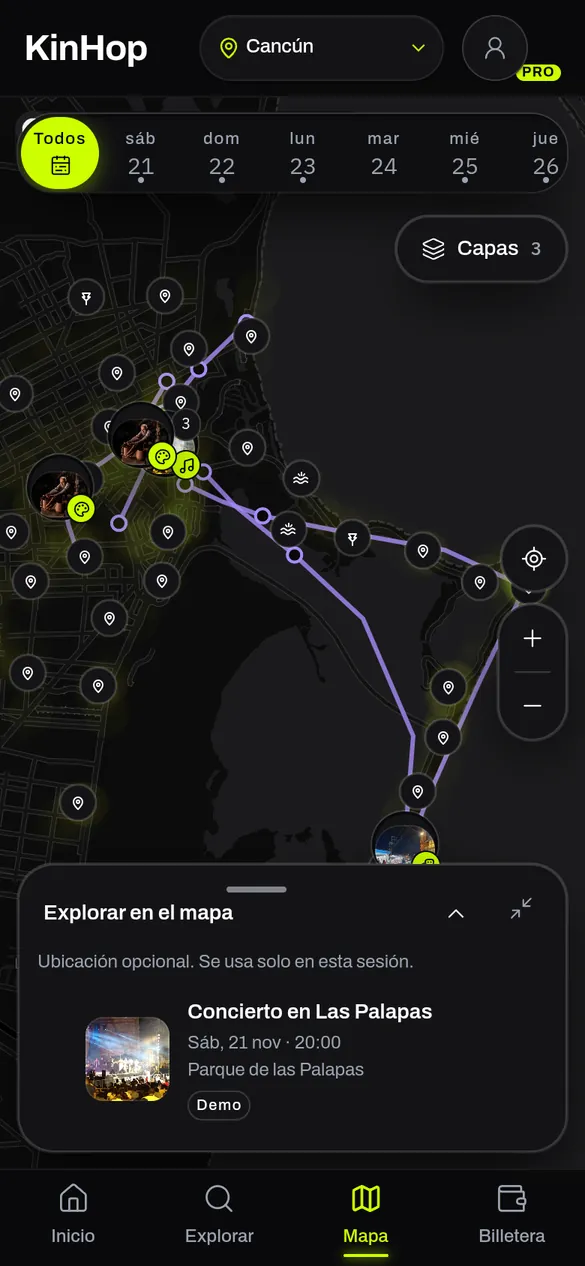 KinHop
Cancún
PRO
Todos
sáb
21
dom
22
lun
23
mar
24
mié
25
jue
26
Capas 3
3
Explorar en el mapa
Ubicación opcional. Se usa solo en esta sesión.
Concierto en Las Palapas
Sáb, 21 nov · 20:00
Parque de las Palapas
Demo
Inicio
Explorar
Mapa
Billetera